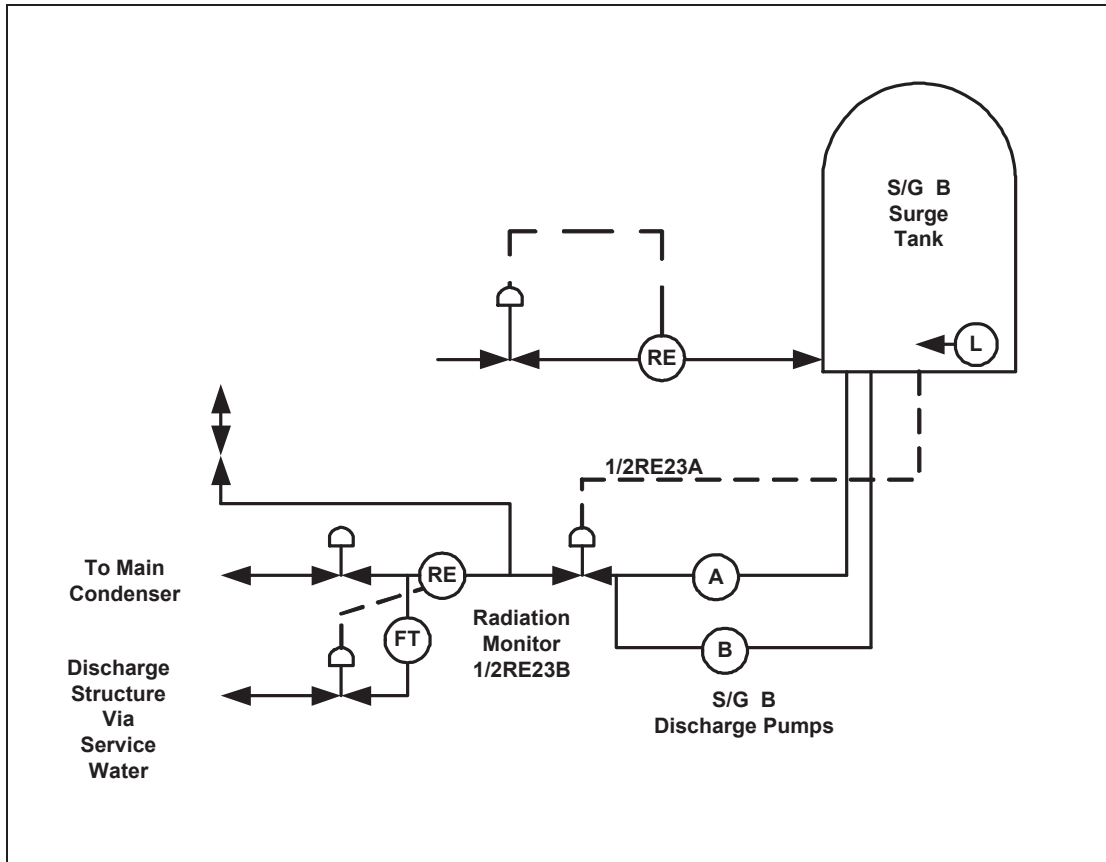 S/G B
Surge
Tank
L
RE
1/2RE23A
To Main
Condenser
RE
A
Radiation
Monitor
1/2RE23B
FT
B
Discharge
Structure
Via
Service
Water
S/G B
Discharge Pumps